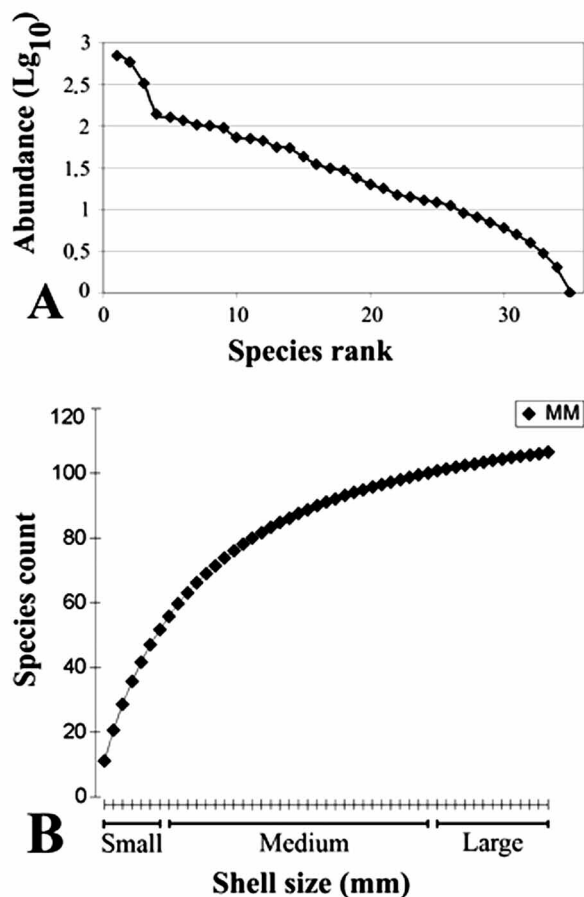 Abundance (Lg10)
3
2.5
2
1.5
1
0.5
0
0 10 20 30
Species rank
A
MM
Species count
120
100
80
60
40
20
0
Small Medium Large
Shell size (mm)
B